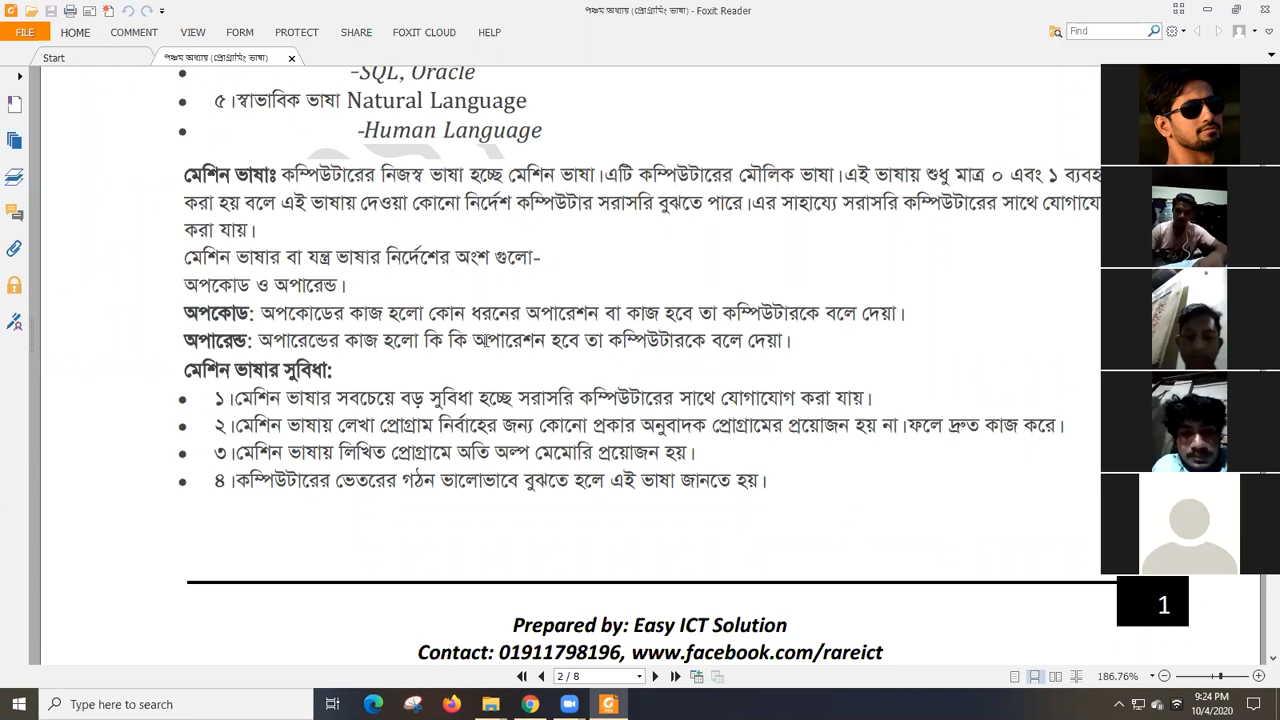 পঞ্চম অধ্যায় (প্রোগ্রামিং ভাষা) - Foxit Reader
FILE HOME COMMENT VIEW FORM PROTECT SHARE FOXIT CLOUD HELP Find
Start পঞ্চম অধ্যায় (প্রোগ্রামিং ভাষা)
-SQL, Oracle
৫।স্বাভাবিক ভাষা Natural Language
-Human Language
মেশিন ভাষাঃ কম্পিউটারের নিজস্ব ভাষা হচ্ছে মেশিন ভাষা।এটি কম্পিউটারের মৌলিক ভাষা।এই ভাষায় শুধু মাত্র ০ এবং ১ ব্যবহ
করা হয় বলে এই ভাষায় দেওয়া কোনো নির্দেশ কম্পিউটার সরাসরি বুঝতে পারে।এর সাহায্যে সরাসরি কম্পিউটারের সাথে যোগাযো
করা যায়।
মেশিন ভাষার বা যন্ত্র ভাষার নির্দেশের অংশ গুলো-
অপকোড ও অপারেন্ড।
অপকোড: অপকোডের কাজ হলো কোন ধরনের অপারেশন বা কাজ হবে তা কম্পিউটারকে বলে দেয়া।
অপারেন্ড: অপারেন্ডের কাজ হলো কি কি অপারেশন হবে তা কম্পিউটারকে বলে দেয়া।
মেশিন ভাষার সুবিধা:
১।মেশিন ভাষার সবচেয়ে বড় সুবিধা হচ্ছে সরাসরি কম্পিউটারের সাথে যোগাযোগ করা যায়।
২।মেশিন ভাষায় লেখা প্রোগ্রাম নির্বাহের জন্য কোনো প্রকার অনুবাদক প্রোগ্রামের প্রয়োজন হয় না।ফলে দ্রুত কাজ করে।
৩।মেশিন ভাষায় লিখিত প্রোগ্রামে অতি অল্প মেমোরি প্রয়োজন হয়।
৪।কম্পিউটারের ভেতরের গঠন ভালোভাবে বুঝতে হলে এই ভাষা জানতে হয়।
1
Prepared by: Easy ICT Solution
Contact: 01911798196, www.facebook.com/rareict
2 / 8 186.76%
Type here to search 9:24 PM
10/4/2020